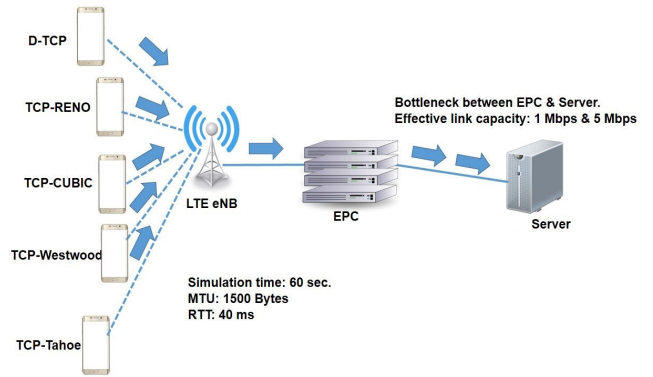 D-TCP
TCP-RENO
TCP-CUBIC
TCP-Westwood
TCP-Tahoe
LTE eNB
EPC
Bottleneck between EPC & Server.
Effective link capacity: 1 Mbps & 5 Mbps
Server
Simulation time: 60 sec.
MTU: 1500 Bytes
RTT: 40 ms